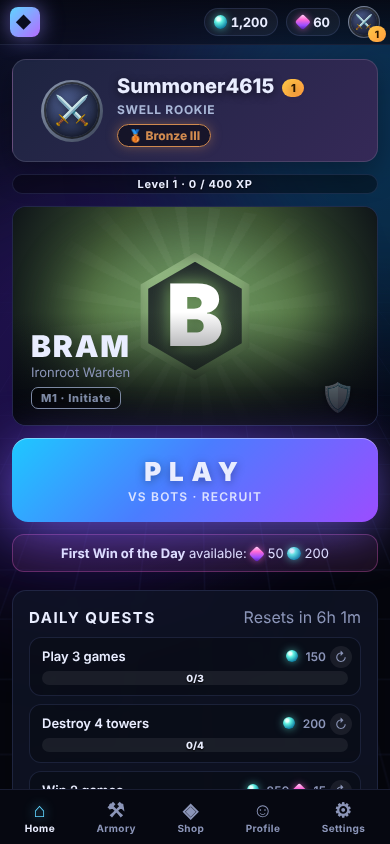 1,200
60
1
Summoner4615 1
SWELL ROOKIE
Bronze III
Level 1 · 0 / 400 XP
B
BRAM
Ironroot Warden
M1 · Initiate
PLAY
VS BOTS · RECRUIT
First Win of the Day available: 50 200
DAILY QUESTS Resets in 6h 1m
Play 3 games 150
0/3
Destroy 4 towers 200
0/4
Home Armory Shop Profile Settings